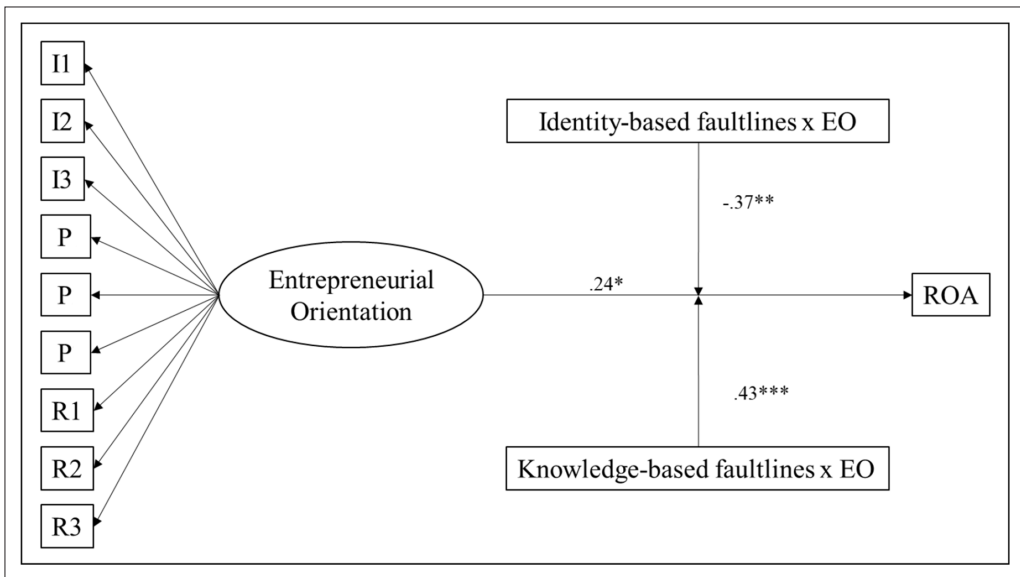 I1
I2
I3
P
P
P
R1
R2
R3
Entrepreneurial
Orientation
Identity-based faultlines x EO
-.37**
.24*
ROA
.43***
Knowledge-based faultlines x EO